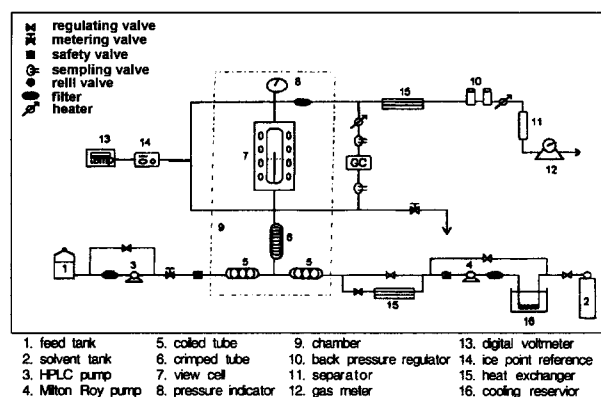 regulating valve
metering valve
safety valve
sempling valve
relll valve
filter
heater
13
14
7
8
15
10
11
12
7
GC
9
6
1
3
5
5
15
4
16
2
1. feed tank 5. coiled tube 9. chamber 13. digital voltmeter
2. solvent tank 6. crimped tube 10. back pressure regulator 14. ice point reference
3. HPLC pump 7. view cell 11. separator 15. heat exchanger
4. Milton Roy pump 8. pressure indicator 12. gas meter 16. cooling reservior